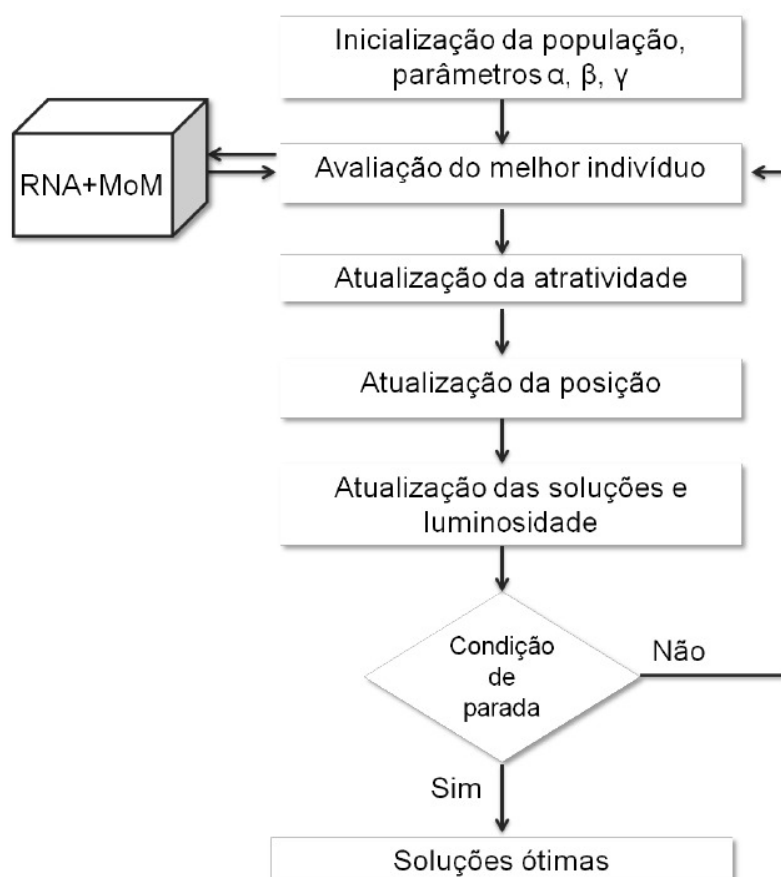 Inicialização da população,
parâmetros α, β, γ
RNA+MoM
Avaliação do melhor indivíduo
Atualização da atratividade
Atualização da posição
Atualização das soluções e
luminosidade
Condição
de
parada
Não
Sim
Soluções ótimas